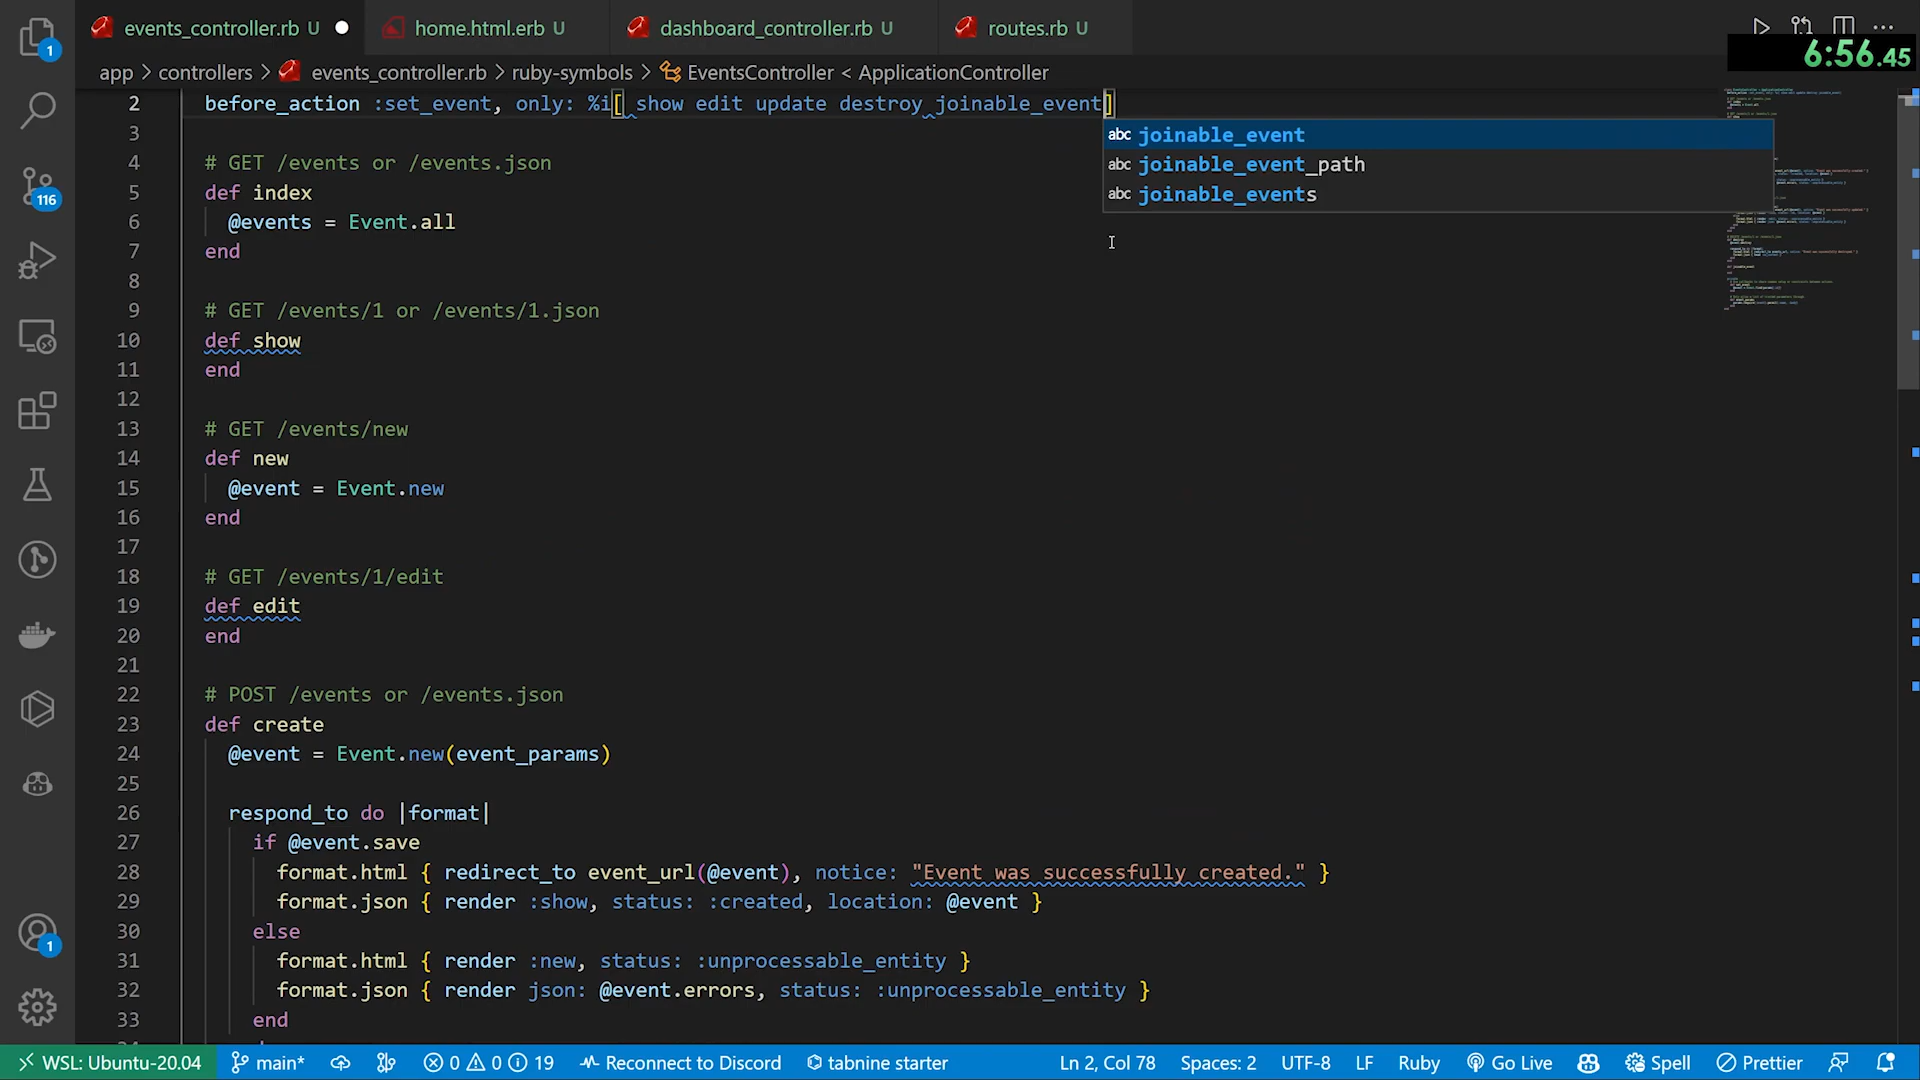 events_controller.rb U
home.html.erb U
dashboard_controller.rb U
routes.rb U
6:56.45
app > controllers > events_controller.rb > ruby-symbols > EventsController < ApplicationController
2 before_action :set_event, only: %i[ show edit update destroy joinable_event]
abc joinable_event
abc joinable_event_path
abc joinable_events
3
4 # GET /events or /events.json
5 def index
6 @events = Event.all
7 end
8
9 # GET /events/1 or /events/1.json
10 def show
11 end
12
13 # GET /events/new
14 def new
15 @event = Event.new
16 end
17
18 # GET /events/1/edit
19 def edit
20 end
21
22 # POST /events or /events.json
23 def create
24 @event = Event.new(event_params)
25
26 respond_to do |format|
27 if @event.save
28 format.html { redirect_to event_url(@event), notice: "Event was successfully created." }
29 format.json { render :show, status: :created, location: @event }
30 else
31 format.html { render :new, status: :unprocessable_entity }
32 format.json { render json: @event.errors, status: :unprocessable_entity }
33 end
1
116
1
WSL: Ubuntu-20.04 main* 0 0 19 Reconnect to Discord tabnine starter Ln 2, Col 78 Spaces: 2 UTF-8 LF Ruby Go Live Spell Prettier